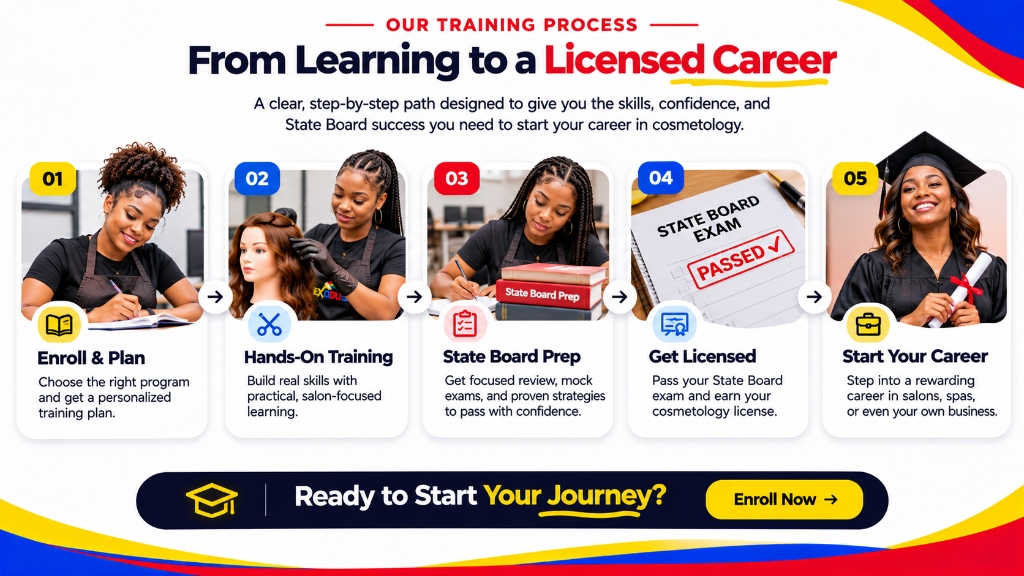 OUR TRAINING PROCESS
From Learning to a Licensed Career
A clear, step-by-step path designed to give you the skills, confidence, and
State Board success you need to start your career in cosmetology.
01
Enroll & Plan
Choose the right program
and get a personalized
training plan.
02
Hands-On Training
Build real skills with
practical, salon-focused
learning.
03
State Board Prep
State Board Prep
Get focused review, mock
exams, and proven strategies
to pass with confidence.
04
STATE BOARD
EXAM
PASSED ✓
Get Licensed
Pass your State Board
exam and earn your
cosmetology license.
05
Start Your Career
Step into a rewarding
career in salons, spas,
or even your own business.
Ready to Start Your Journey?
Enroll Now →